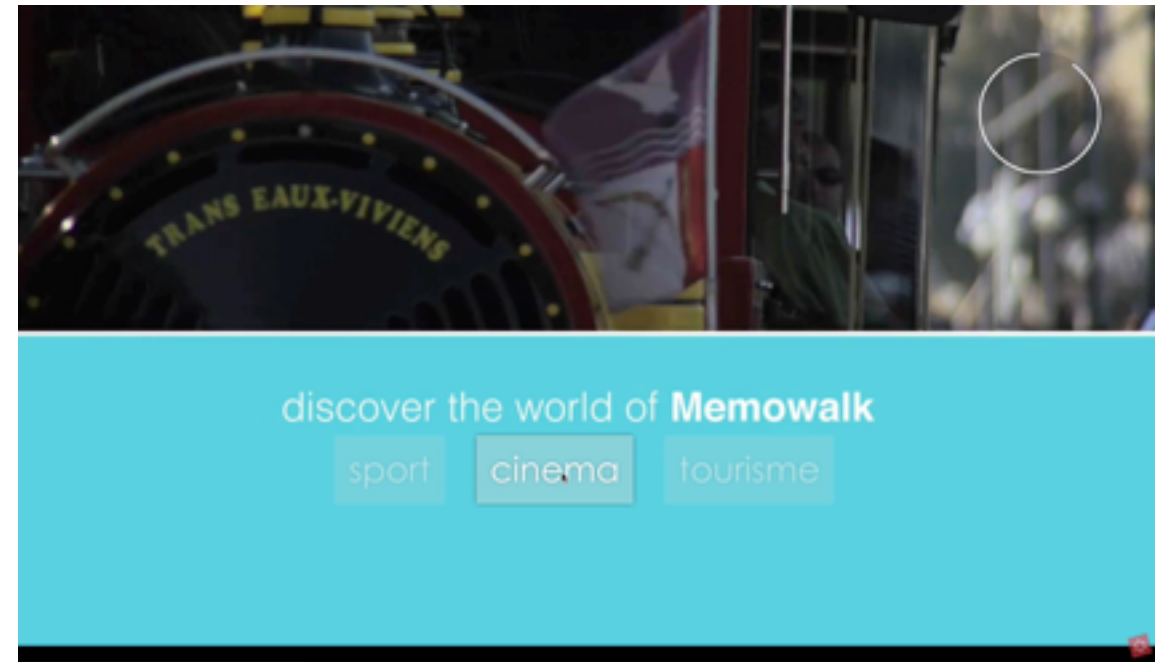 TRANS EAUX-VIVIENS
discover the world of Memowalk
sport cinema tourisme